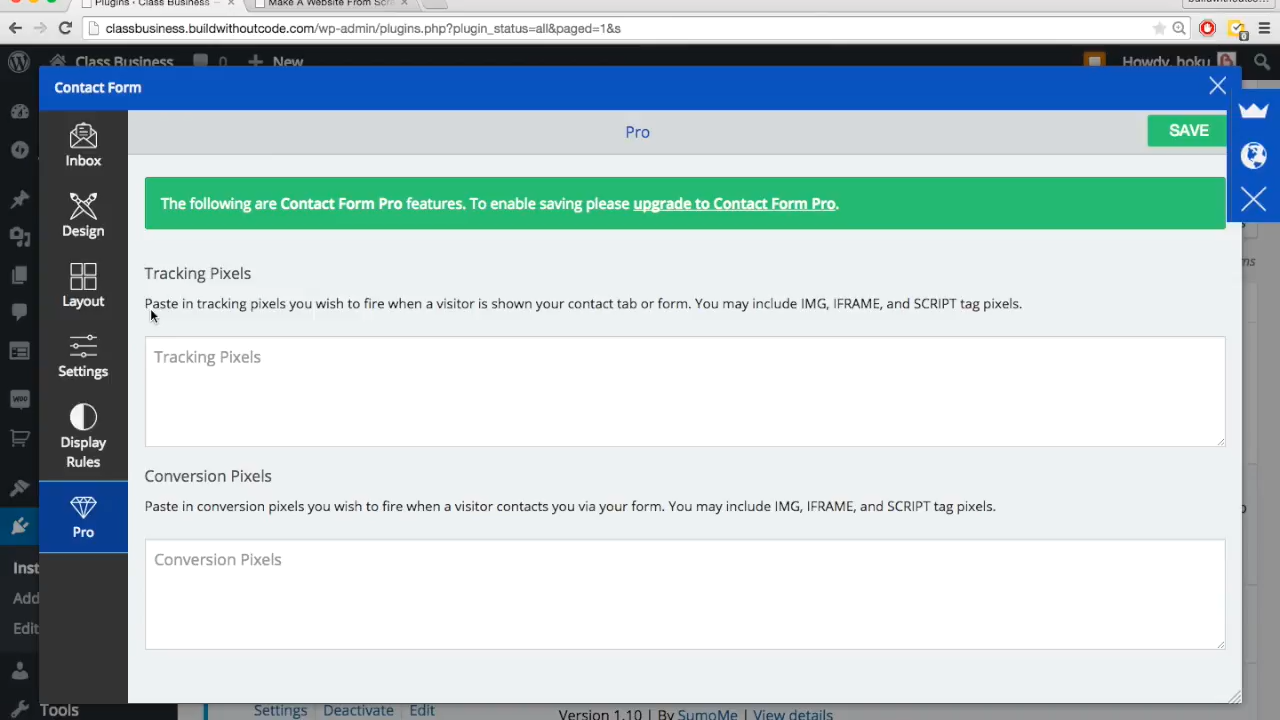 Plugins ‹ Class Business –
Make A Website From Scra
classbusiness.buildwithoutcode.com/wp-admin/plugins.php?plugin_status=all&paged=1&s
Class Business 0 New Howdy, hoku
Contact Form
Pro
SAVE
Inbox
Design
Layout
Settings
Display
Rules
Pro
The following are Contact Form Pro features. To enable saving please upgrade to Contact Form Pro.
Tracking Pixels
Paste in tracking pixels you wish to fire when a visitor is shown your contact tab or form. You may include IMG, IFRAME, and SCRIPT tag pixels.
Tracking Pixels
Conversion Pixels
Paste in conversion pixels you wish to fire when a visitor contacts you via your form. You may include IMG, IFRAME, and SCRIPT tag pixels.
Conversion Pixels
Inst
Add
Edit
Tools
Settings Deactivate Edit
Version 1.10 | By SumoMe | View details